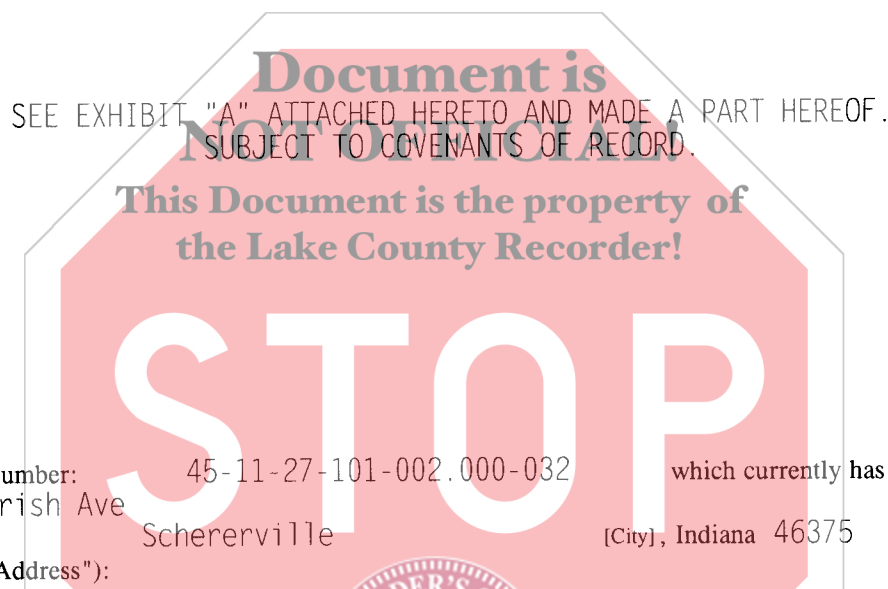 Document is
SEE EXHIBIT "A" ATTACHED HERETO AND MADE A PART HEREOF.
NOT OFFICIAL!
SUBJECT TO COVENANTS OF RECORD.
This Document is the property of
the Lake County Recorder!
STOP
umber: 45-11-27-101-002.000-032 which currently has
rish Ave
Schererville [City], Indiana 46375
Address"):
DER'S